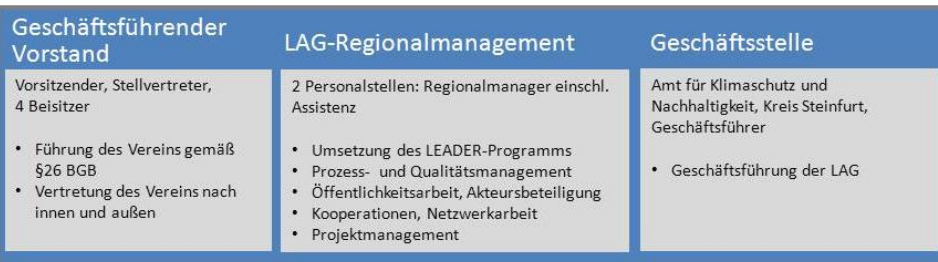 Geschäftsführender
Vorstand
Vorsitzender, Stellvertreter,
4 Beisitzer
• Führung des Vereins gemäß
§26 BGB
• Vertretung des Vereins nach
innen und außen
LAG-Regionalmanagement
2 Personalstellen: Regionalmanager einschl.
Assistenz
• Umsetzung des LEADER-Programms
• Prozess- und Qualitätsmanagement
• Öffentlichkeitsarbeit, Akteursbeteiligung
• Kooperationen, Netzwerkarbeit
• Projektmanagement
Geschäftsstelle
Amt für Klimaschutz und
Nachhaltigkeit, Kreis Steinfurt,
Geschäftsführer
• Geschäftsführung der LAG